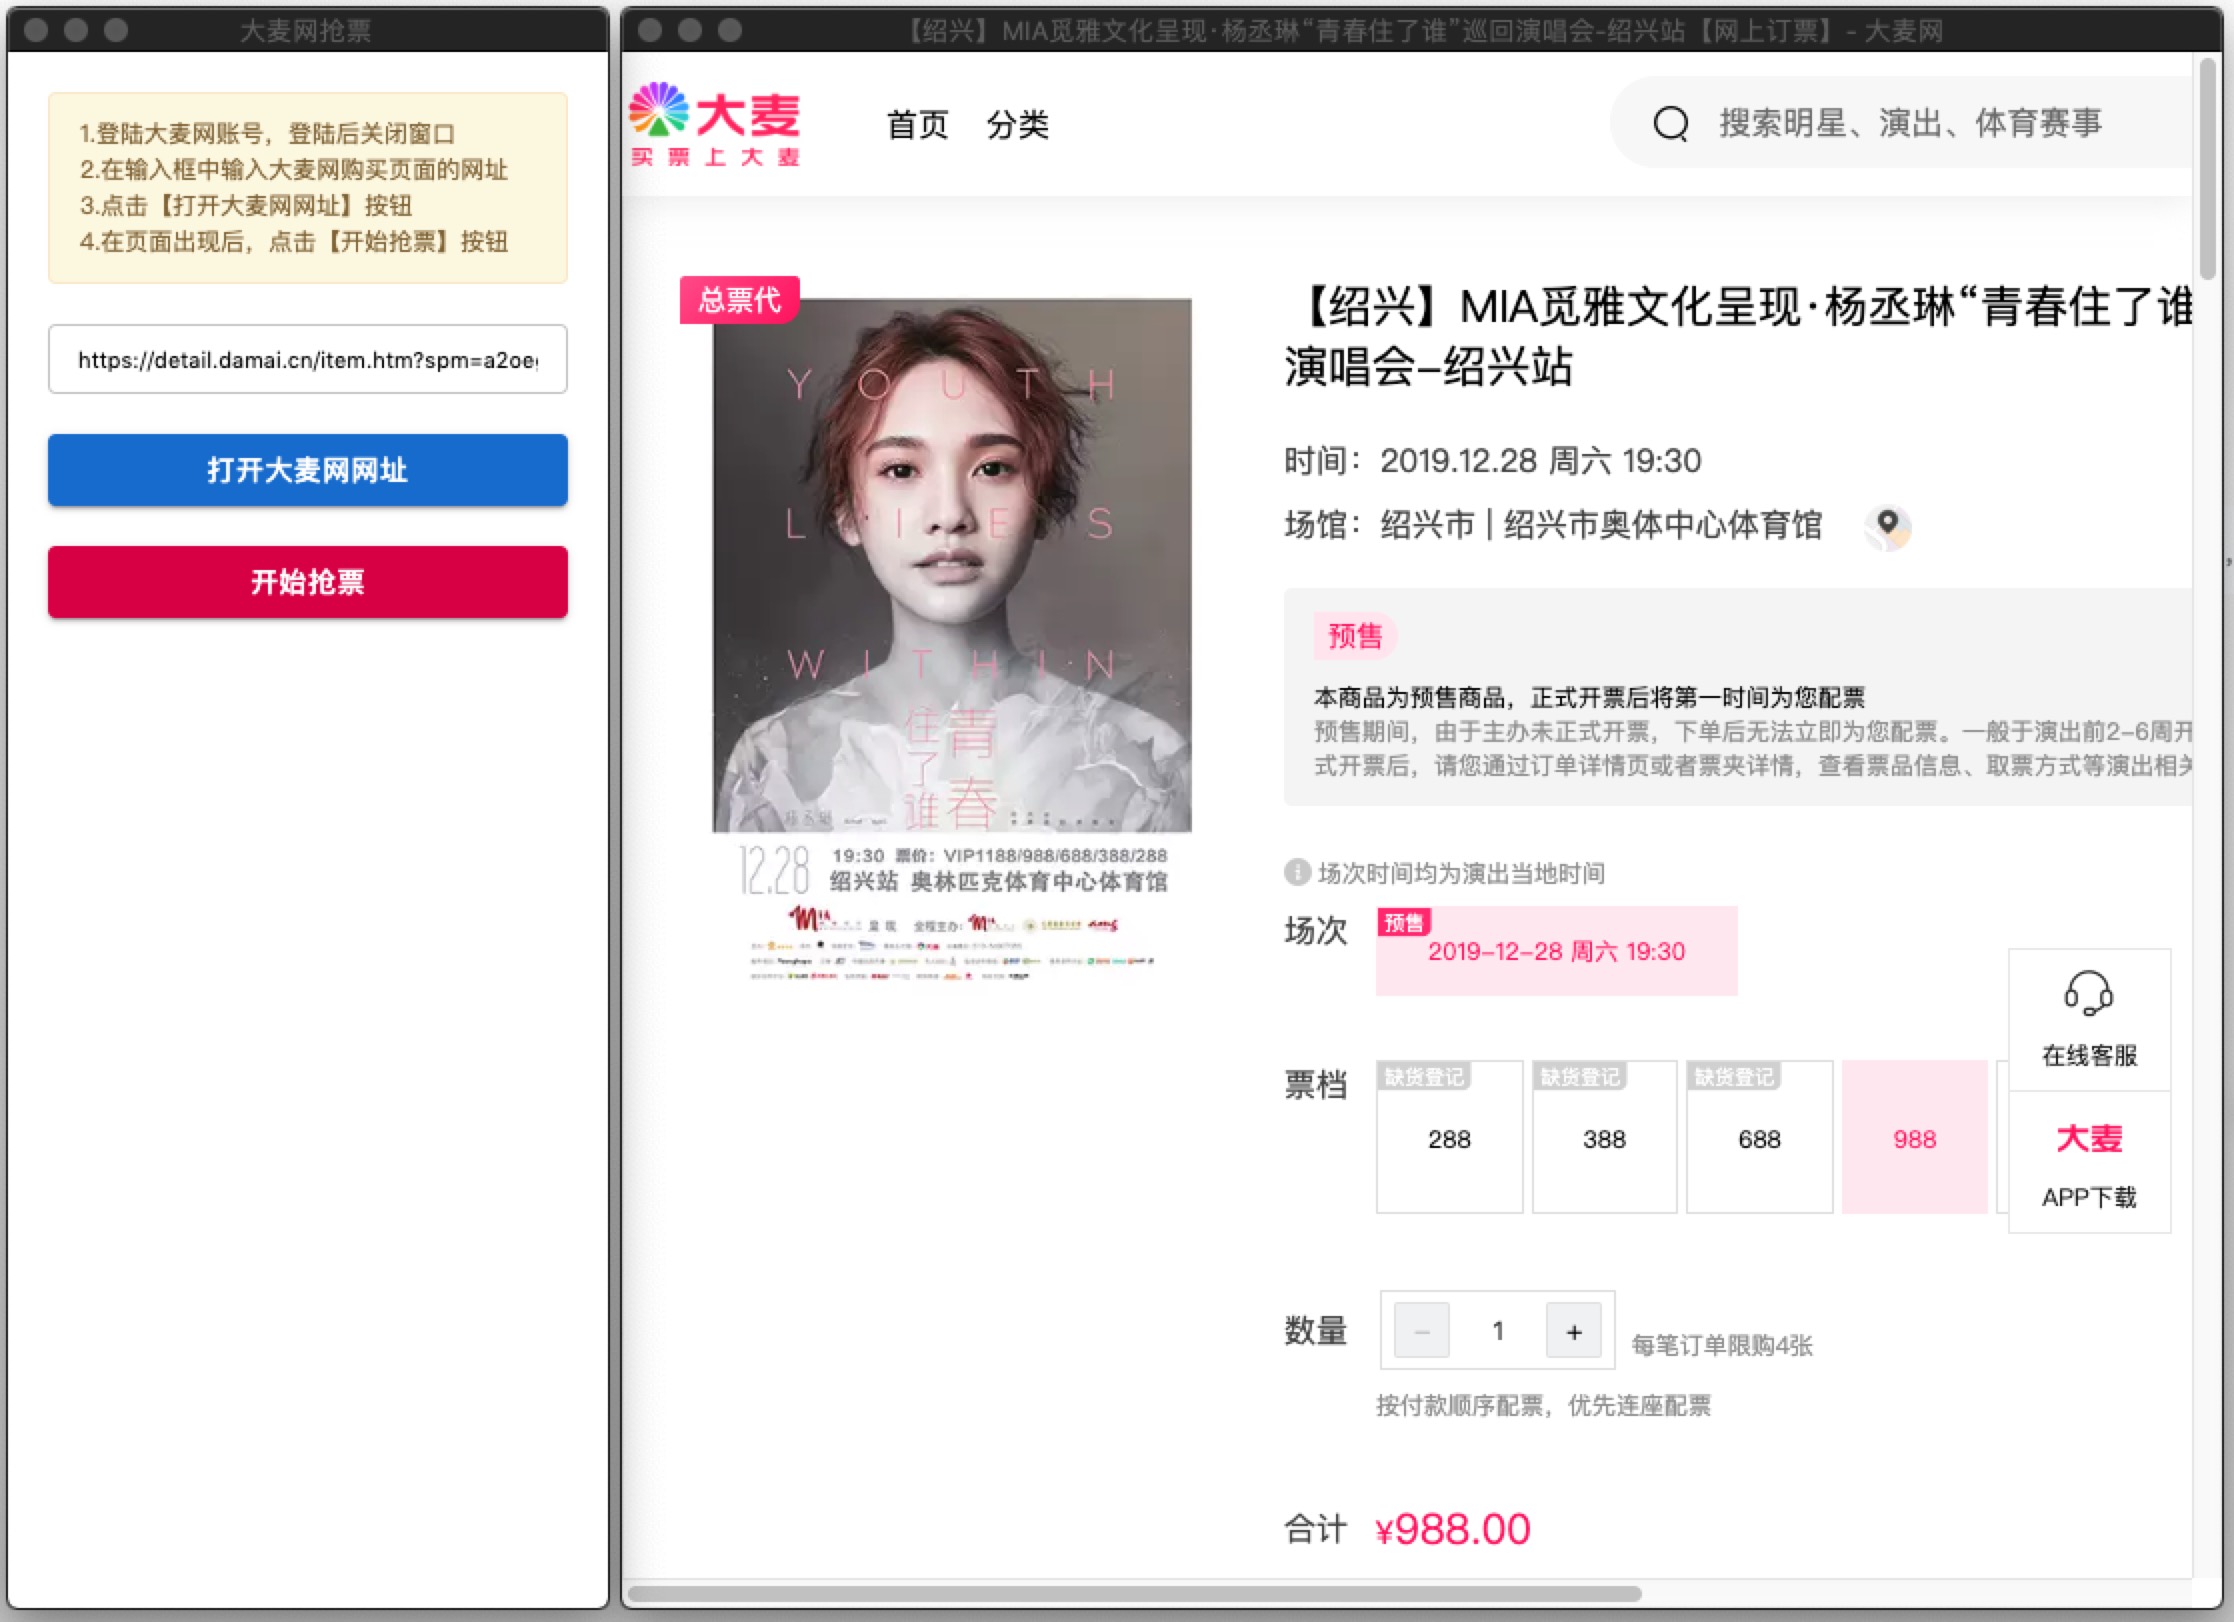 大麦网抢票
1.登陆大麦网账号，登陆后关闭窗口
2.在输入框中输入大麦网购买页面的网址
3.点击【打开大麦网网址】按钮
4.在页面出现后，点击【开始抢票】按钮
https://detail.damai.cn/item.htm?spm=a2oe
打开大麦网网址
开始抢票
【绍兴】MIA觅雅文化呈现·杨丞琳“青春住了谁”巡回演唱会-绍兴站【网上订票】- 大麦网
大麦
买票上大麦
首页 分类
搜索明星、演出、体育赛事
总票代
YOUTH
LIES
WITHIN
青春
住了谁
12.28
19:30 票价：VIP1188/988/688/388/288
绍兴站 奥林匹克体育中心体育馆
呈现 全程主办：
【绍兴】MIA觅雅文化呈现·杨丞琳“青春住了谁
演唱会–绍兴站
时间：2019.12.28 周六 19:30
场馆：绍兴市 | 绍兴市奥体中心体育馆
预售
本商品为预售商品，正式开票后将第一时间为您配票
预售期间，由于主办未正式开票，下单后无法立即为您配票。一般于演出前2–6周开
式开票后，请您通过订单详情页或者票夹详情，查看票品信息、取票方式等演出相关
场次时间均为演出当地时间
场次
预售
2019–12–28 周六 19:30
票档
缺货登记
288
缺货登记
388
缺货登记
688
988
在线客服
大麦
APP下载
数量
− 1 +
每笔订单限购4张
按付款顺序配票，优先连座配票
合计 ¥988.00